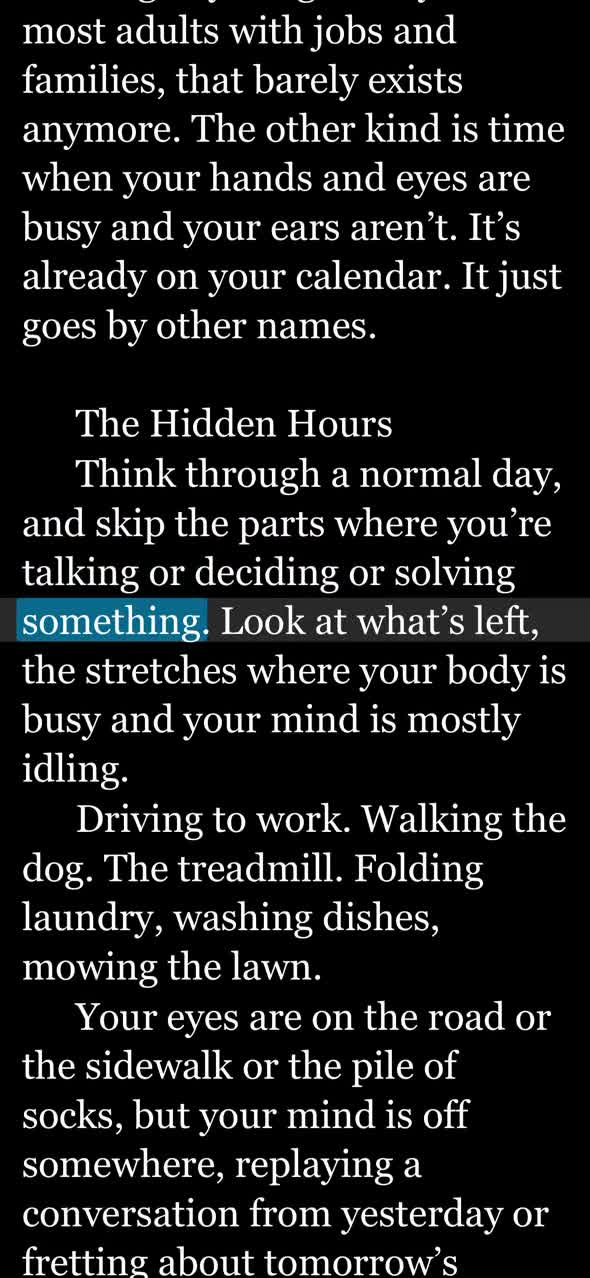 most adults with jobs and
families, that barely exists
anymore. The other kind is time
when your hands and eyes are
busy and your ears aren’t. It’s
already on your calendar. It just
goes by other names.
The Hidden Hours
Think through a normal day,
and skip the parts where you’re
talking or deciding or solving
something. Look at what’s left,
the stretches where your body is
busy and your mind is mostly
idling.
Driving to work. Walking the
dog. The treadmill. Folding
laundry, washing dishes,
mowing the lawn.
Your eyes are on the road or
the sidewalk or the pile of
socks, but your mind is off
somewhere, replaying a
conversation from yesterday or
fretting about tomorrow’s